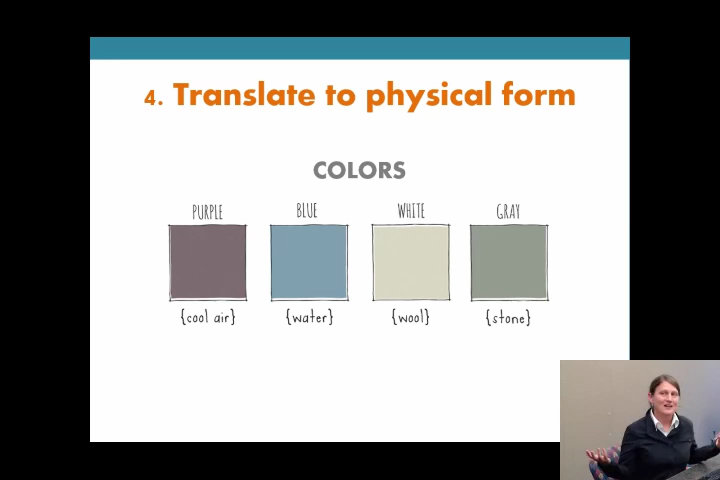 4. Translate to physical form
COLORS
PURPLE BLUE WHITE GRAY
{cool air} {water} {wool} {stone}